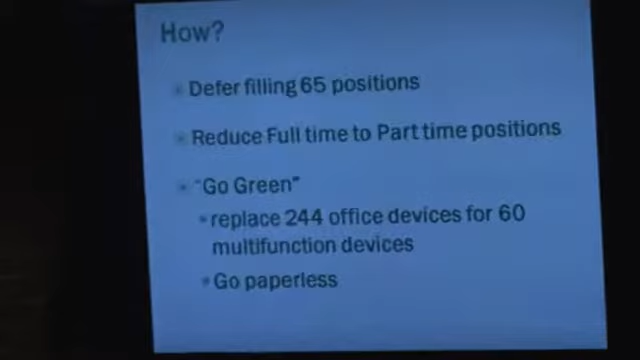 How?
Defer filling 65 positions
Reduce Full time to Part time positions
"Go Green"
replace 244 office devices for 60
multifunction devices
Go paperless